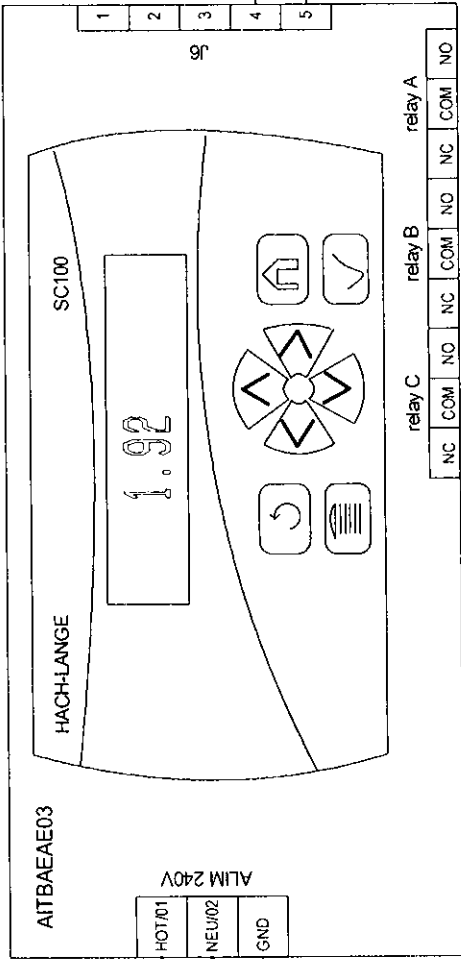 AITBAEAE03
HACH-LANGE
SC100
1.92
ALIM 240V
HOT/01
NEU/02
GND
J6
1
2
3
4
5
relay C
relay B
relay A
NC COM NO NC COM NO NC COM NO